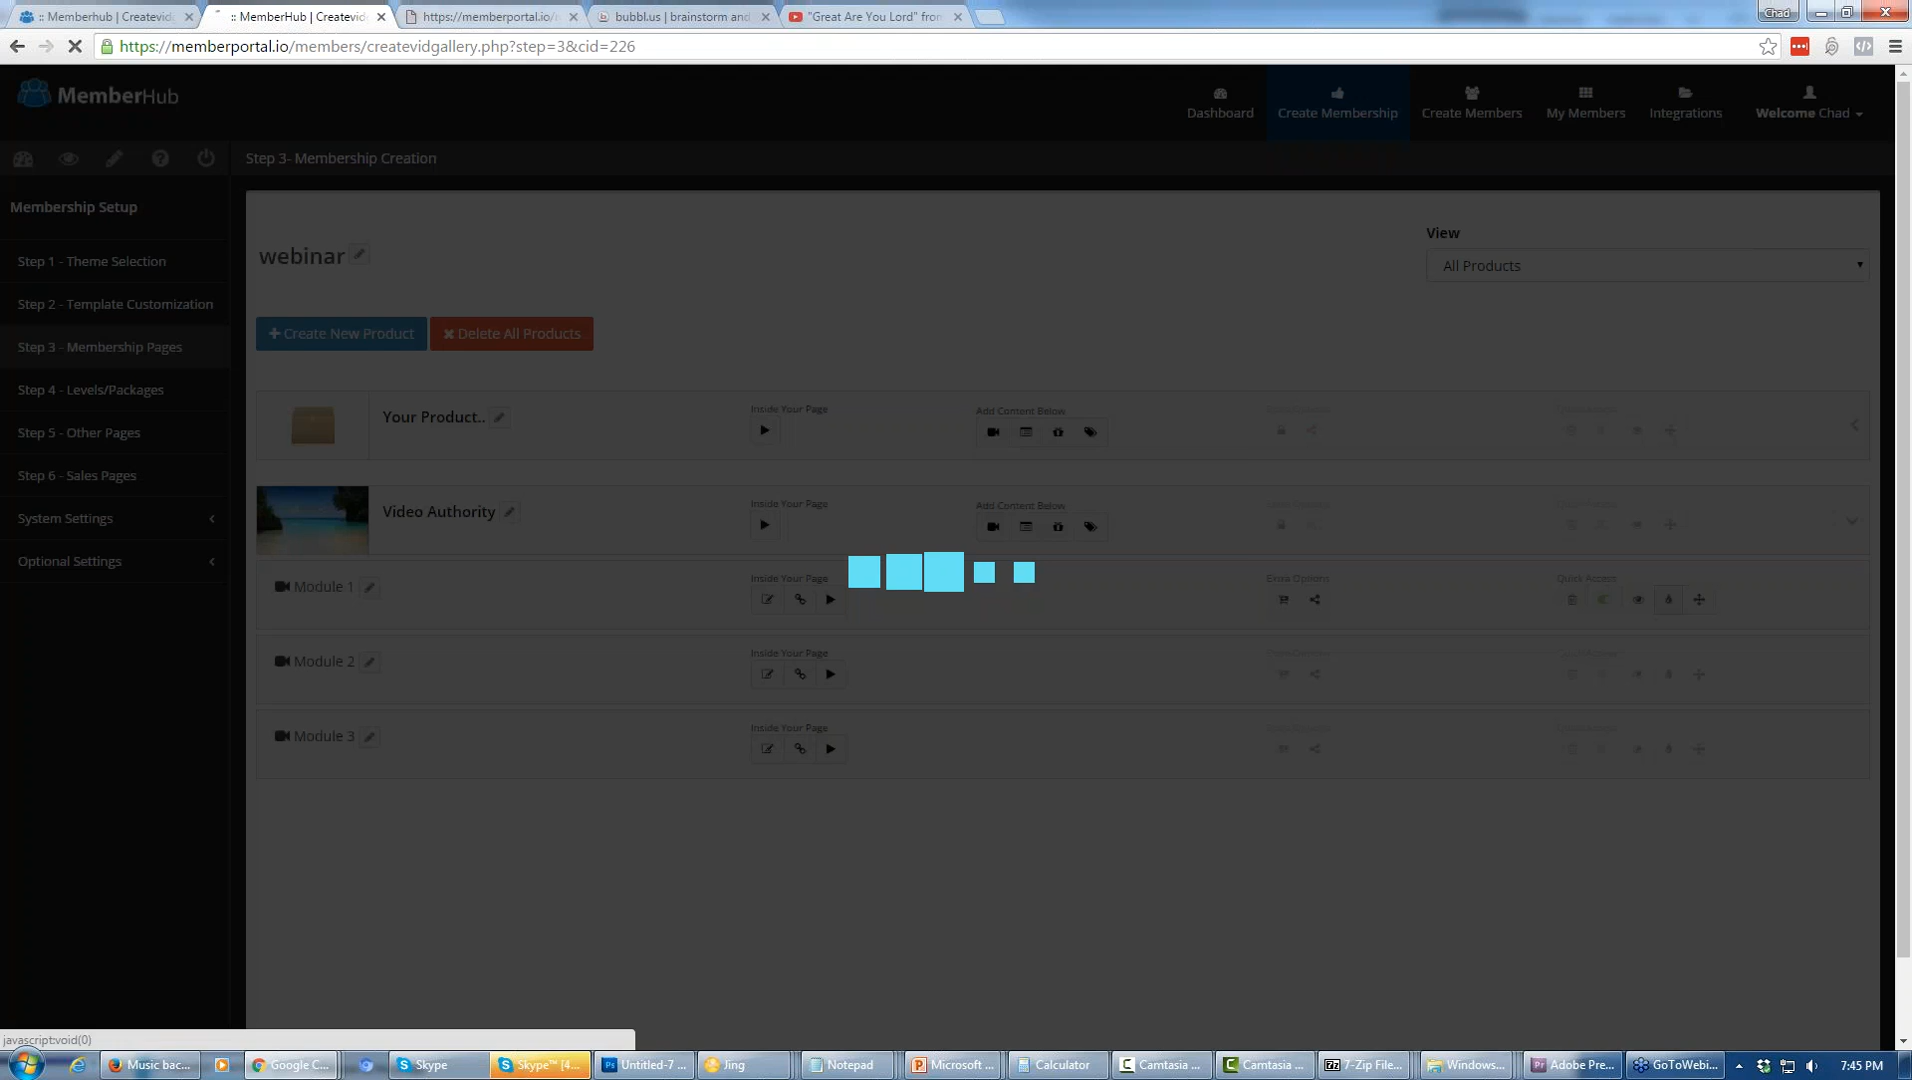 :: MemberHub | Createvid
:: MemberHub | Createvid
https://memberportal.io/
bubbl.us | brainstorm and
"Great Are You Lord" from
Chad
https://memberportal.io/members/createvidgallery.php?step=3&cid=226
MemberHub
Dashboard
Create Membership
Create Members
My Members
Integrations
Welcome Chad
Step 3- Membership Creation
Membership Setup
Step 1 - Theme Selection
Step 2 - Template Customization
Step 3 - Membership Pages
Step 4 - Levels/Packages
Step 5 - Other Pages
Step 6 - Sales Pages
System Settings
Optional Settings
webinar
View
All Products
Create New Product
Delete All Products
Your Product..
Inside Your Page
Add Content Below
Video Authority
Inside Your Page
Add Content Below
Module 1
Inside Your Page
Extra Options
Quick Access
Module 2
Inside Your Page
Module 3
Inside Your Page
javascript:void(0)
Music bac...
Google C...
Skype
Skype™ [4...
Untitled-7 ...
Jing
Notepad
Microsoft ...
Calculator
Camtasia ...
Camtasia ...
7-Zip File...
Windows...
Adobe Pre...
GoToWebi...
7:45 PM